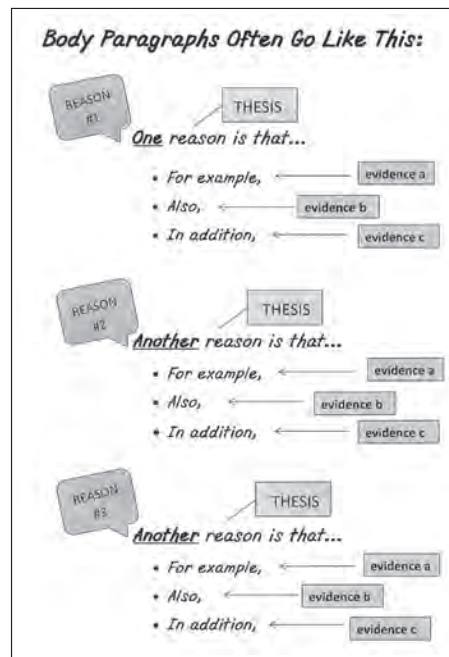 Body Paragraphs Often Go Like This:
REASON
#1
THESIS
One reason is that...
• For example,
evidence a
• Also,
evidence b
• In addition,
evidence c
REASON
#2
THESIS
Another reason is that...
• For example,
evidence a
• Also,
evidence b
• In addition,
evidence c
REASON
#3
THESIS
Another reason is that...
• For example,
evidence a
• Also,
evidence b
• In addition,
evidence c